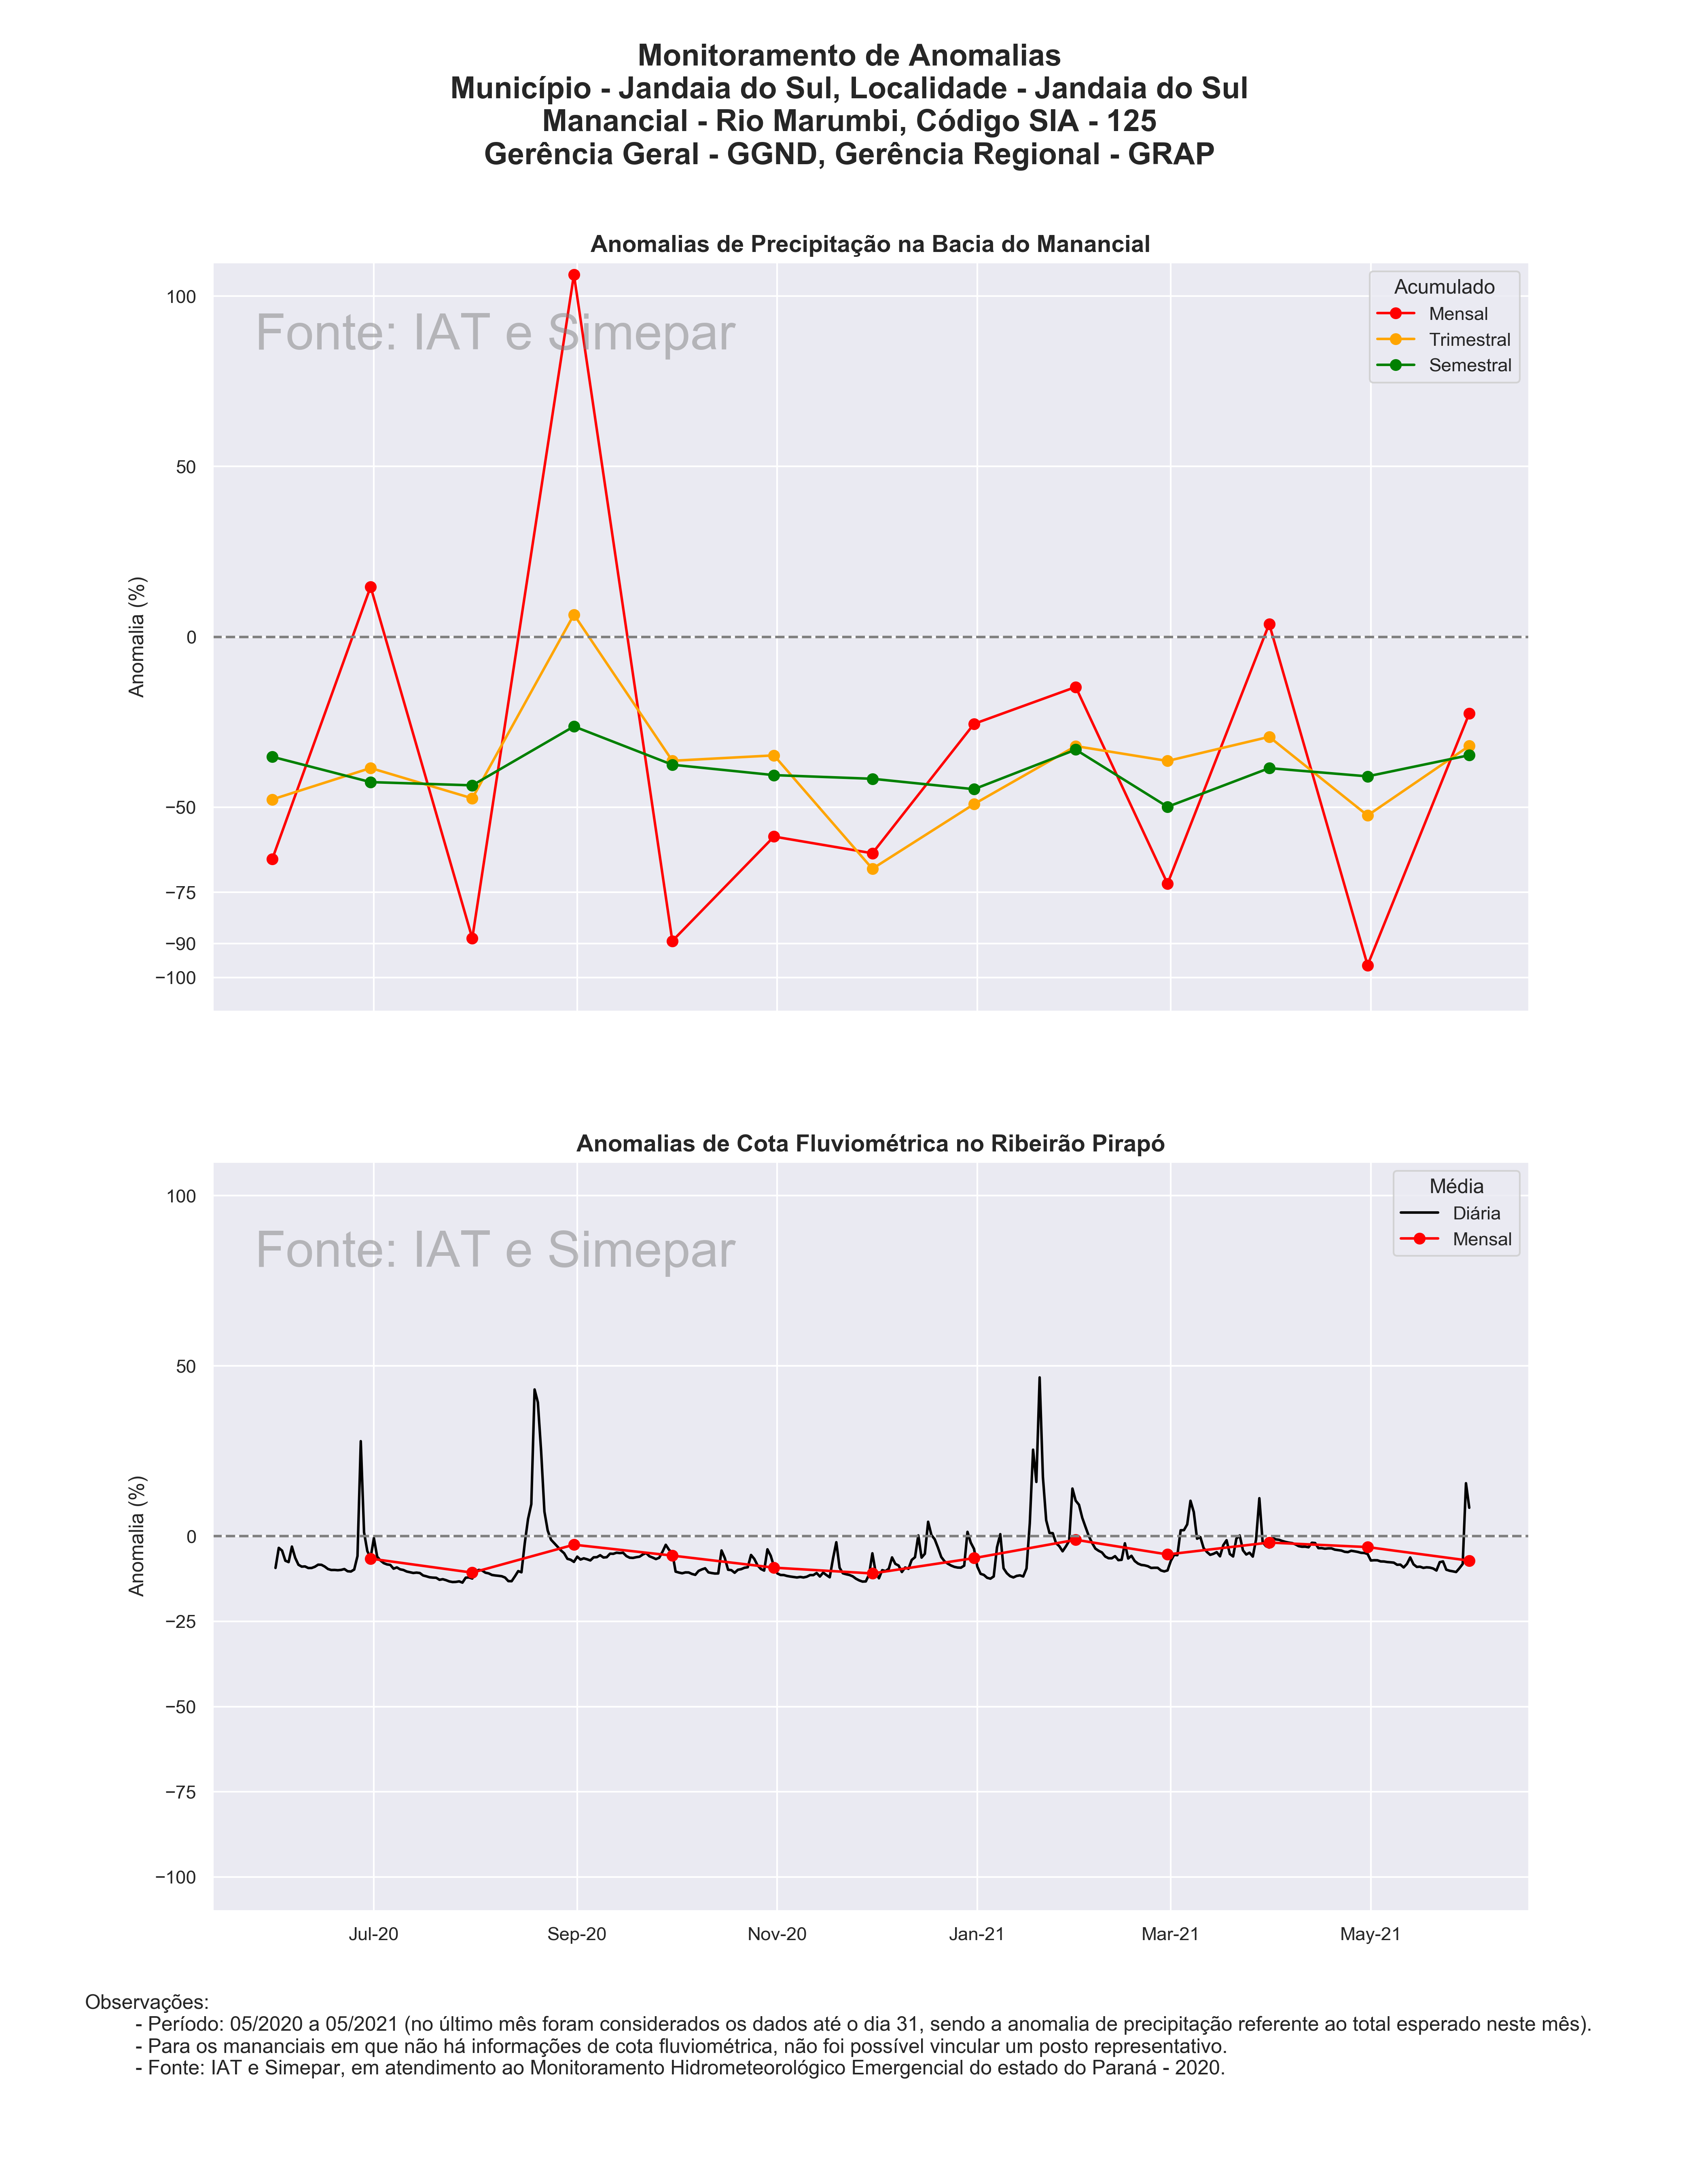 Monitoramento de Anomalias
Município - Jandaia do Sul, Localidade - Jandaia do Sul
Manancial - Rio Marumbi, Código SIA - 125
Gerência Geral - GGND, Gerência Regional - GRAP
Anomalias de Precipitação na Bacia do Manancial
Fonte: IAT e Simepar
Acumulado
Mensal
Trimestral
Semestral
Anomalia (%)
100
50
0
−50
−75
−90
−100
Anomalias de Cota Fluviométrica no Ribeirão Pirapó
Fonte: IAT e Simepar
Média
Diária
Mensal
Anomalia (%)
100
50
0
−25
−50
−75
−100
Jul-20 Sep-20 Nov-20 Jan-21 Mar-21 May-21
Observações:
- Período: 05/2020 a 05/2021 (no último mês foram considerados os dados até o dia 31, sendo a anomalia de precipitação referente ao total esperado neste mês).
- Para os mananciais em que não há informações de cota fluviométrica, não foi possível vincular um posto representativo.
- Fonte: IAT e Simepar, em atendimento ao Monitoramento Hidrometeorológico Emergencial do estado do Paraná - 2020.